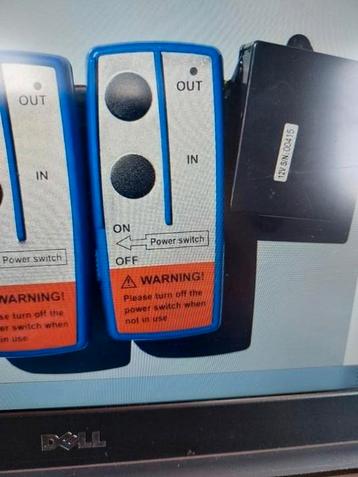 OUT
IN
Power switch
WARNING!
se turn off the
er switch when
in use
OUT
IN
ON
Power switch
OFF
WARNING!
Please turn off the
power switch when
not in use
12V S/N: 00415
DELL